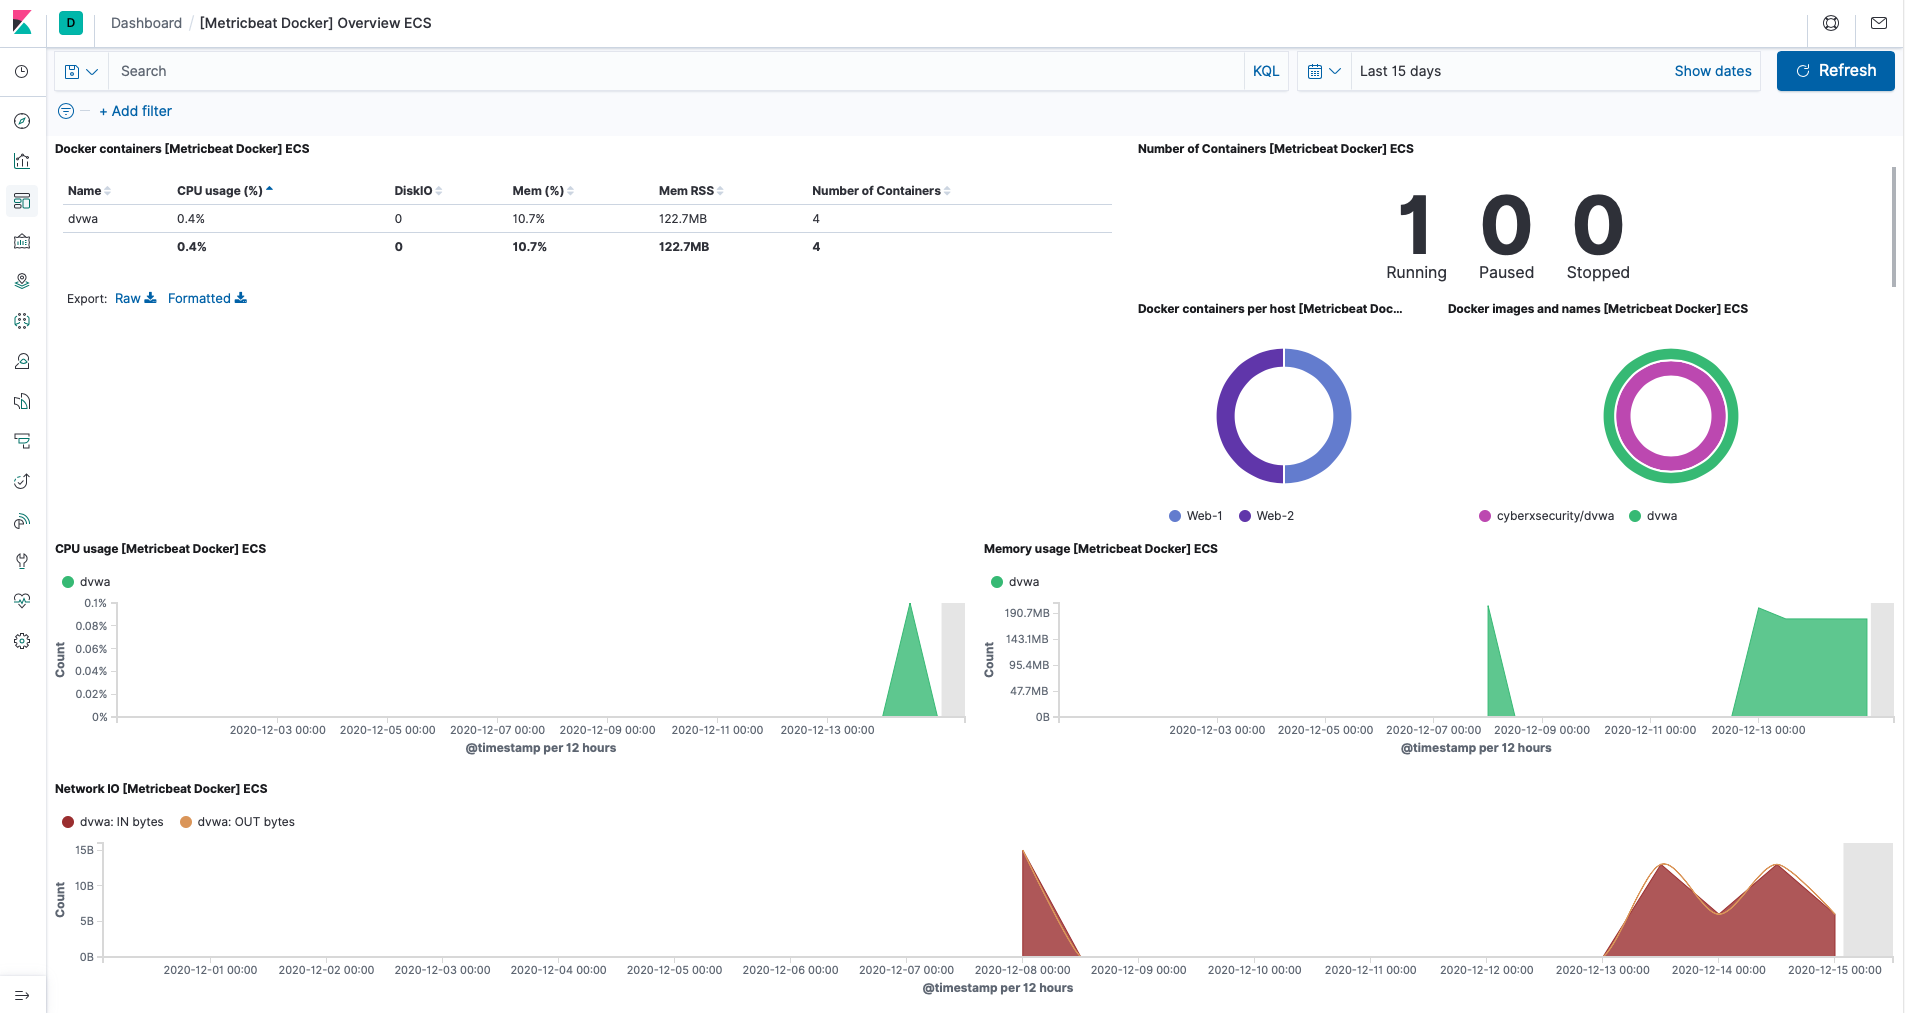 D Dashboard / [Metricbeat Docker] Overview ECS
Search KQL Last 15 days Show dates Refresh
+ Add filter
Docker containers [Metricbeat Docker] ECS
Name CPU usage (%) DiskIO Mem (%) Mem RSS Number of Containers
dvwa 0.4% 0 10.7% 122.7MB 4
0.4% 0 10.7% 122.7MB 4
Export: Raw Formatted
Number of Containers [Metricbeat Docker] ECS
1 0 0
Running Paused Stopped
Docker containers per host [Metricbeat Doc...
Web-1 Web-2
Docker images and names [Metricbeat Docker] ECS
cyberxsecurity/dvwa dvwa
CPU usage [Metricbeat Docker] ECS
dvwa
0.1%
0.08%
0.06%
0.04%
0.02%
0%
Count
2020-12-03 00:00 2020-12-05 00:00 2020-12-07 00:00 2020-12-09 00:00 2020-12-11 00:00 2020-12-13 00:00
@timestamp per 12 hours
Memory usage [Metricbeat Docker] ECS
dvwa
190.7MB
143.1MB
95.4MB
47.7MB
0B
Count
2020-12-03 00:00 2020-12-05 00:00 2020-12-07 00:00 2020-12-09 00:00 2020-12-11 00:00 2020-12-13 00:00
@timestamp per 12 hours
Network IO [Metricbeat Docker] ECS
dvwa: IN bytes dvwa: OUT bytes
15B
10B
5B
0B
Count
2020-12-01 00:00 2020-12-02 00:00 2020-12-03 00:00 2020-12-04 00:00 2020-12-05 00:00 2020-12-06 00:00 2020-12-07 00:00 2020-12-08 00:00 2020-12-09 00:00 2020-12-10 00:00 2020-12-11 00:00 2020-12-12 00:00 2020-12-13 00:00 2020-12-14 00:00 2020-12-15 00:00
@timestamp per 12 hours